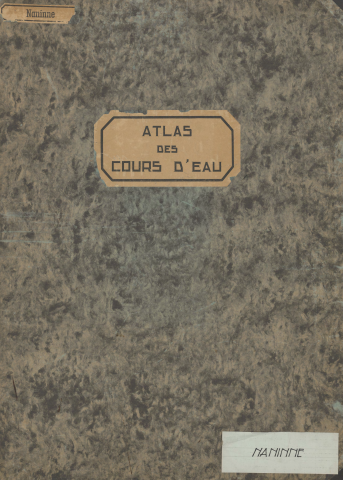 Naninne
ATLAS
DES
COURS D'EAU
NANINNE